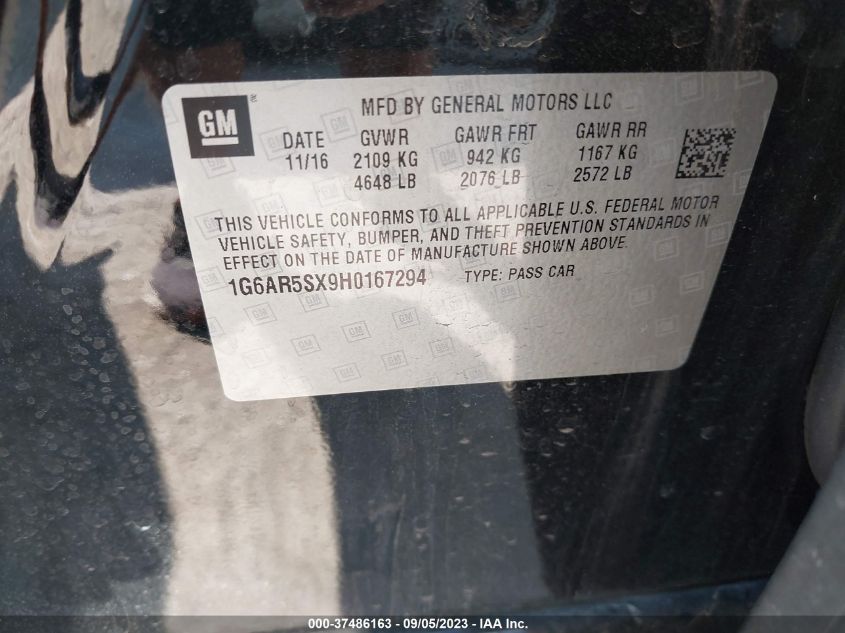 GM ®
MFD BY GENERAL MOTORS LLC
DATE GVWR GAWR FRT GAWR RR
11/16 2109 KG 942 KG 1167 KG
4648 LB 2076 LB 2572 LB
THIS VEHICLE CONFORMS TO ALL APPLICABLE U.S. FEDERAL MOTOR
VEHICLE SAFETY, BUMPER, AND THEFT PREVENTION STANDARDS IN
EFFECT ON THE DATE OF MANUFACTURE SHOWN ABOVE.
1G6AR5SX9H0167294 TYPE: PASS CAR
000-37486163 - 09/05/2023 - IAA Inc.